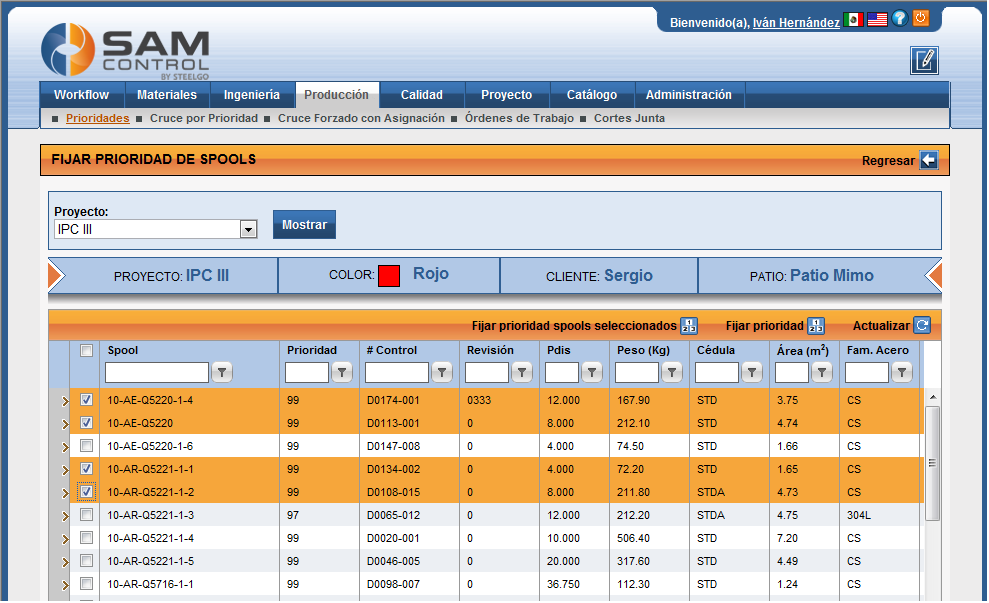 Bienvenido(a), Iván Hernández
SAM
CONTROL
BY STEELGO
Workflow Materiales Ingeniería Producción Calidad Proyecto Catálogo Administración
Prioridades Cruce por Prioridad Cruce Forzado con Asignación Órdenes de Trabajo Cortes Junta
FIJAR PRIORIDAD DE SPOOLS Regresar
Proyecto:
IPC III Mostrar
PROYECTO: IPC III COLOR: Rojo CLIENTE: Sergio PATIO: Patio Mimo
Fijar prioridad spools seleccionados Fijar prioridad Actualizar
Spool Prioridad # Control Revisión Pdis Peso (Kg) Cédula Área (m²) Fam. Acero
10-AE-Q5220-1-4 99 D0174-001 0333 12.000 167.90 STD 3.75 CS
10-AE-Q5220 99 D0113-001 0 8.000 212.10 STD 4.74 CS
10-AE-Q5220-1-6 99 D0147-008 0 4.000 74.50 STD 1.66 CS
10-AR-Q5221-1-1 99 D0134-002 0 4.000 72.20 STD 1.65 CS
10-AR-Q5221-1-2 99 D0108-015 0 8.000 211.80 STDA 4.73 CS
10-AR-Q5221-1-3 97 D0065-012 0 12.000 212.20 STDA 4.75 304L
10-AR-Q5221-1-4 99 D0020-001 0 10.000 506.40 STD 7.20 CS
10-AR-Q5221-1-5 99 D0046-005 0 20.000 317.60 STD 4.49 CS
10-AR-Q5716-1-1 99 D0098-007 0 36.750 112.30 STD 1.24 CS